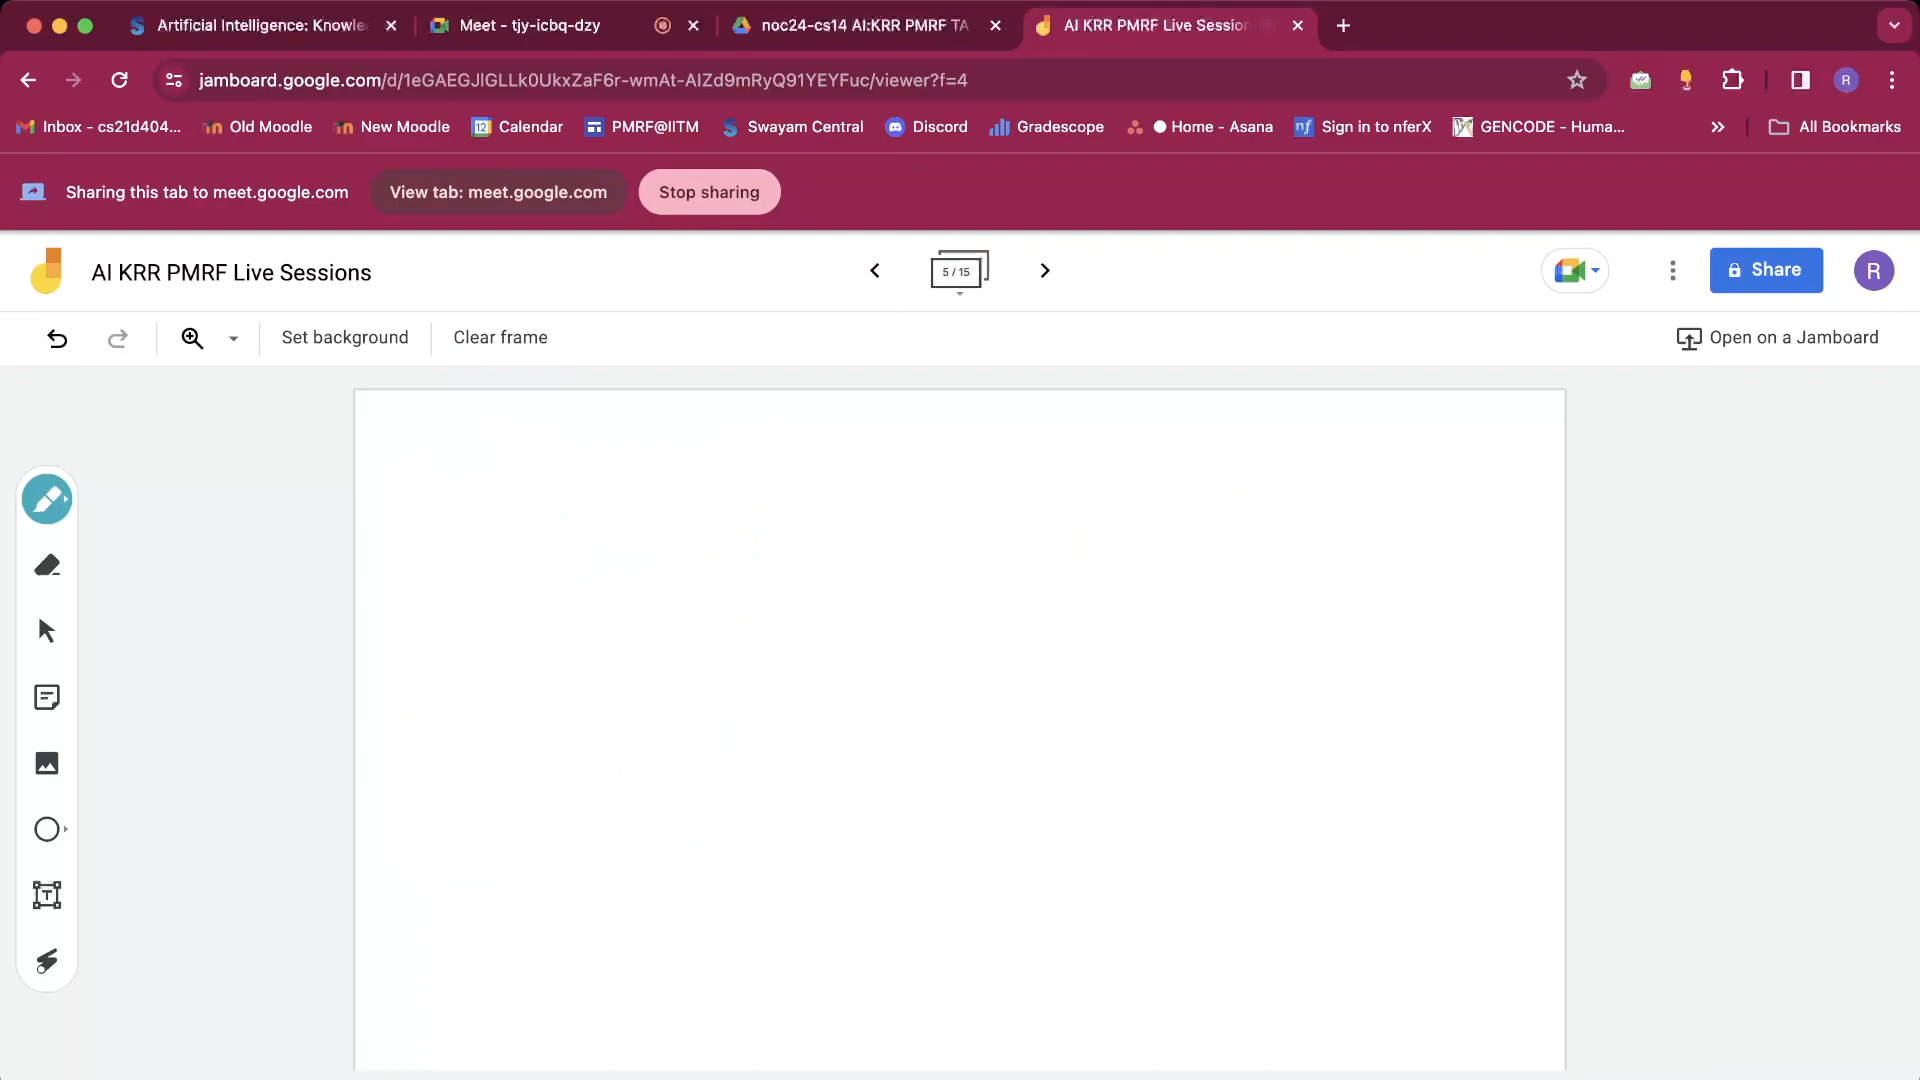 Artificial Intelligence: Knowle
Meet - tjy-icbq-dzy
noc24-cs14 AI:KRR PMRF TA
AI KRR PMRF Live Session
jamboard.google.com/d/1eGAEGJlGLLk0UkxZaF6r-wmAt-AIZd9mRyQ91YEYFuc/viewer?f=4
R
Inbox - cs21d404...
Old Moodle
New Moodle
12
Calendar
PMRF@IITM
Swayam Central
Discord
Gradescope
Home - Asana
nf
Sign in to nferX
GENCODE - Huma...
All Bookmarks
Sharing this tab to meet.google.com
View tab: meet.google.com
Stop sharing
AI KRR PMRF Live Sessions
5 / 15
Share
R
Set background
Clear frame
Open on a Jamboard